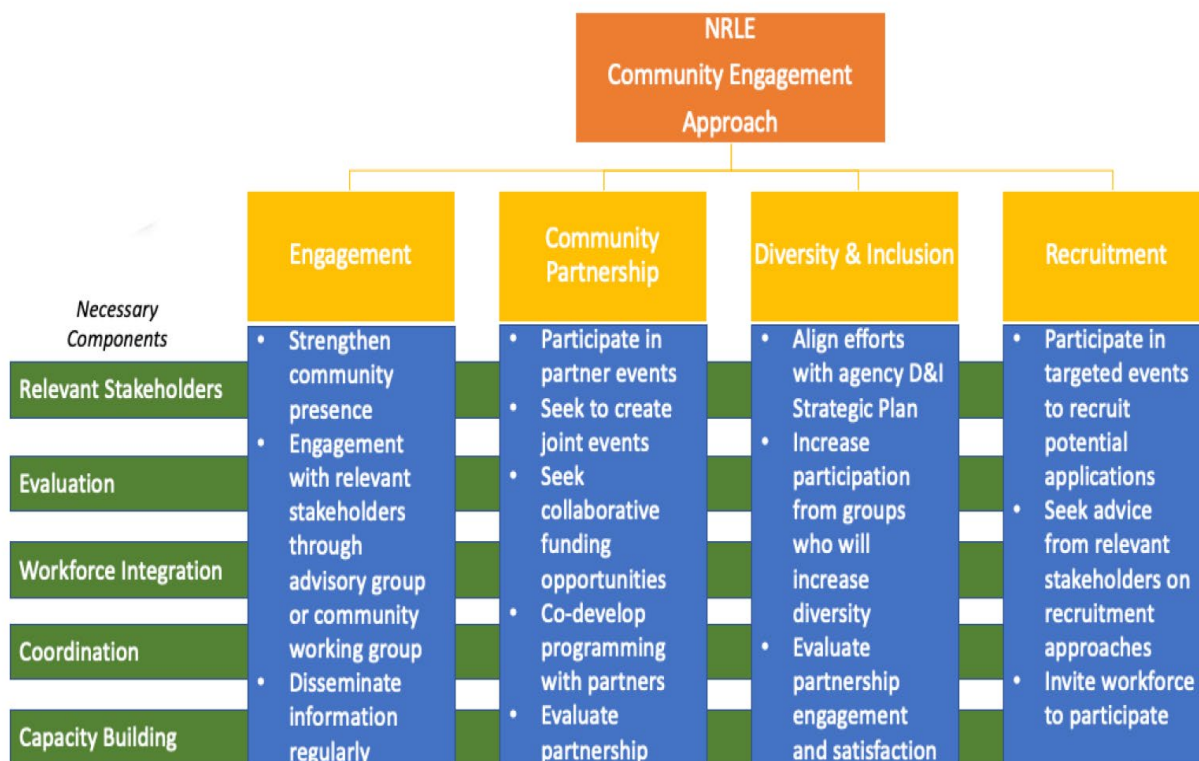 NRLE
Community Engagement
Approach
Engagement
Community
Partnership
Diversity & Inclusion
Recruitment
Necessary
Components
Relevant Stakeholders
Evaluation
Workforce Integration
Coordination
Capacity Building
• Strengthen
community
presence
• Engagement
with relevant
stakeholders
through
advisory group
or community
working group
• Disseminate
information
regularly
• Participate in
partner events
• Seek to create
joint events
• Seek
collaborative
funding
opportunities
• Co-develop
programming
with partners
• Evaluate
partnership
• Align efforts
with agency D&I
Strategic Plan
• Increase
participation
from groups
who will
increase
diversity
• Evaluate
partnership
engagement
and satisfaction
• Participate in
targeted events
to recruit
potential
applications
• Seek advice
from relevant
stakeholders on
recruitment
approaches
• Invite workforce
to participate